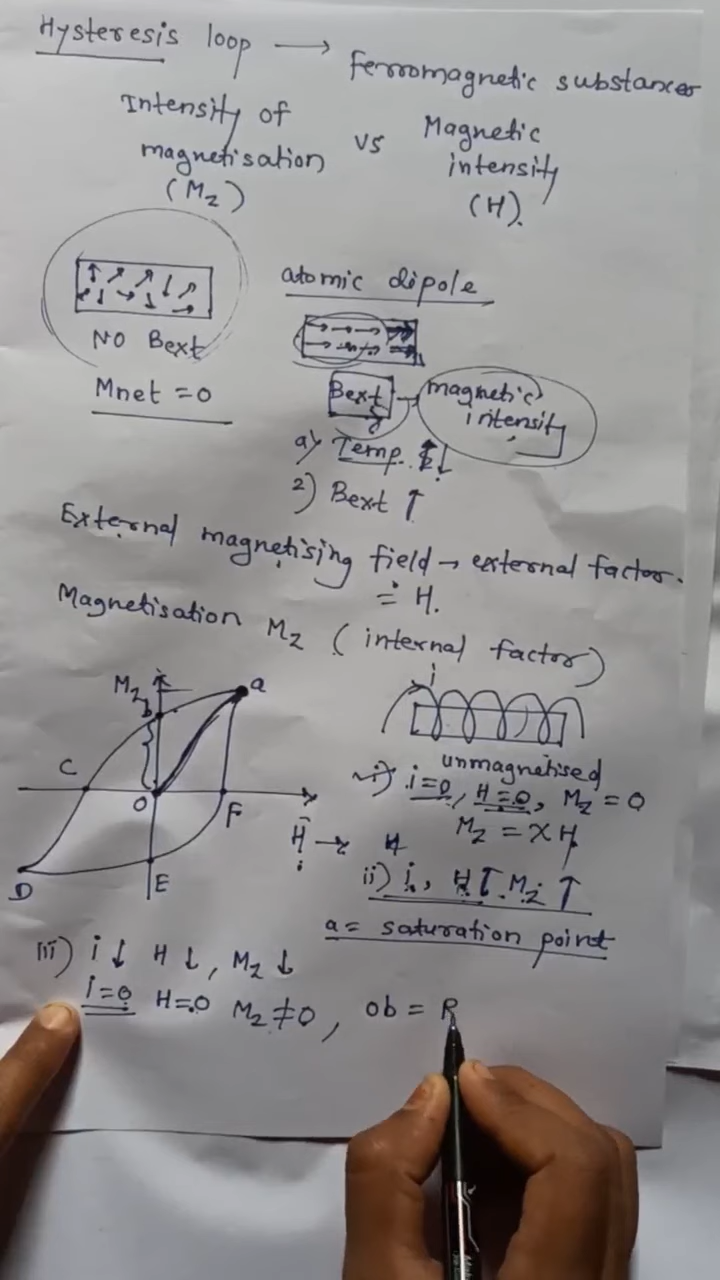 Hysteresis loop → Ferromagnetic substances
Intensity of magnetisation (Mz) vs Magnetic intensity (H).
atomic dipole
NO Bext
Mnet = 0
Bext → magnetic intensity
a) Temp. ↓
2) Bext ↑
External magnetising field → external factor.
= H.
Magnetisation Mz (internal factor)
Mz
b
a
C
O
F
D
E
H →
i
unmagnetised
i) i=0, H=0, Mz = 0
Mz = χ H
ii) i, H ↑ Mz ↑
a = saturation point
iii) i ↓ H ↓, Mz ↓
i=0 H=0 Mz ≠ 0, ob = R